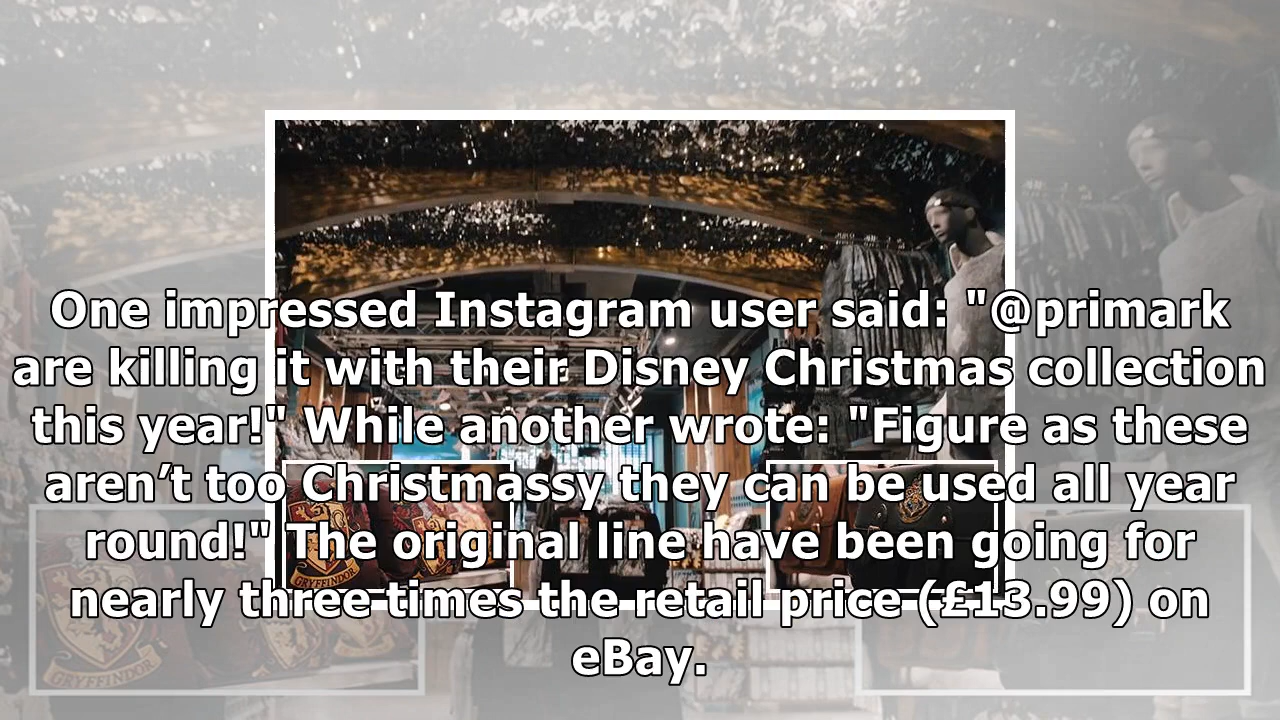 One impressed Instagram user said: "@primark
are killing it with their Disney Christmas collection
this year!" While another wrote: "Figure as these
aren’t too Christmassy they can be used all year
round!" The original line have been going for
nearly three times the retail price (£13.99) on
eBay.
GRYFFINDOR
GRYFFINDOR